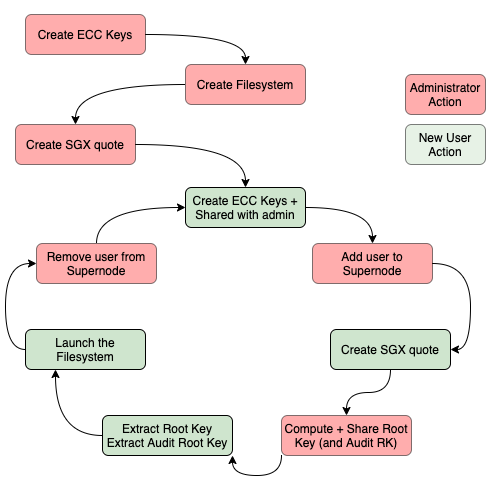 Create ECC Keys
Create Filesystem
Administrator
Action
Create SGX quote
New User
Action
Create ECC Keys +
Shared with admin
Remove user from
Supernode
Add user to
Supernode
Launch the
Filesystem
Create SGX quote
Extract Root Key
Extract Audit Root Key
Compute + Share Root
Key (and Audit RK)